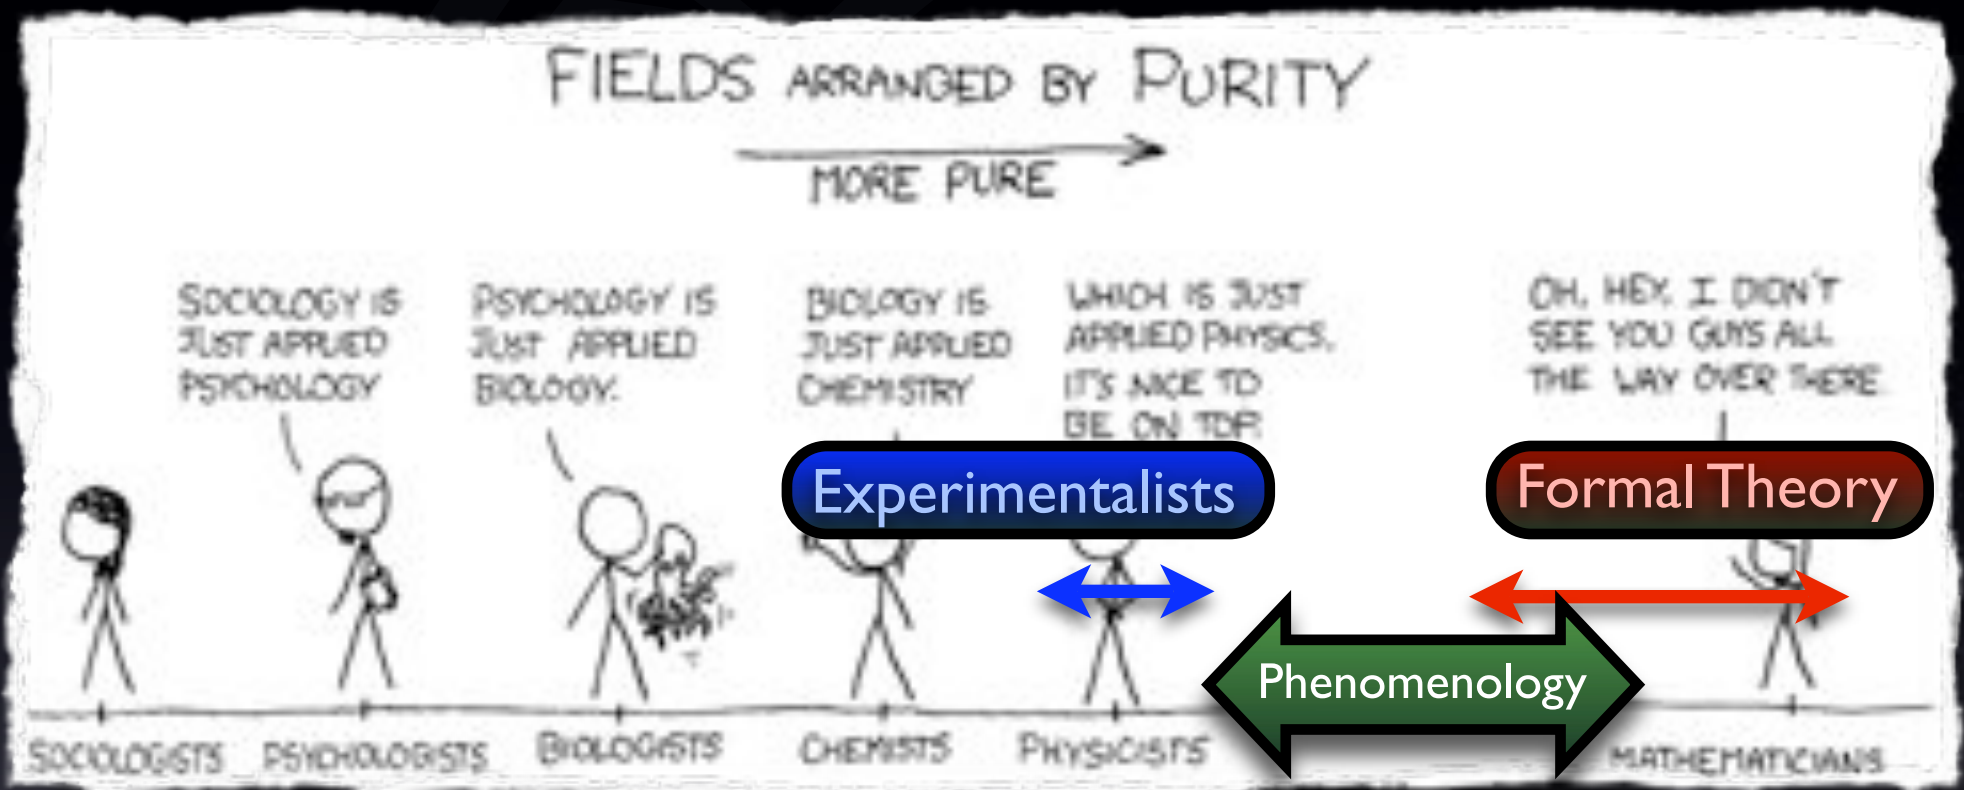 FIELDS ARRANGED BY PURITY
MORE PURE
SOCIOLOGY IS
JUST APPLIED
PSYCHOLOGY
PSYCHOLOGY IS
JUST APPLIED
BIOLOGY.
BIOLOGY IS
JUST APPLIED
CHEMISTRY
WHICH IS JUST
APPLIED PHYSICS.
IT'S NICE TO
BE ON TOP.
OH, HEY, I DIDN'T
SEE YOU GUYS ALL
THE WAY OVER THERE.
Experimentalists
Formal Theory
Phenomenology
SOCIOLOGISTS
PSYCHOLOGISTS
BIOLOGISTS
CHEMISTS
PHYSICISTS
MATHEMATICIANS